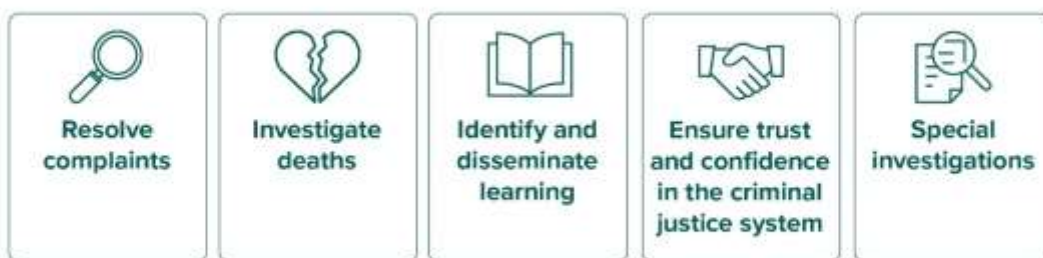 Resolve
complaints
Investigate
deaths
Identify and
disseminate
learning
Ensure trust
and confidence
in the criminal
justice system
Special
investigations